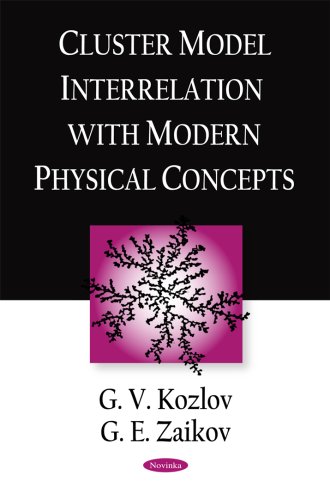 CLUSTER MODEL
INTERRELATION
WITH MODERN
PHYSICAL CONCEPTS
G. V. Kozlov
G. E. Zaikov
Novinka